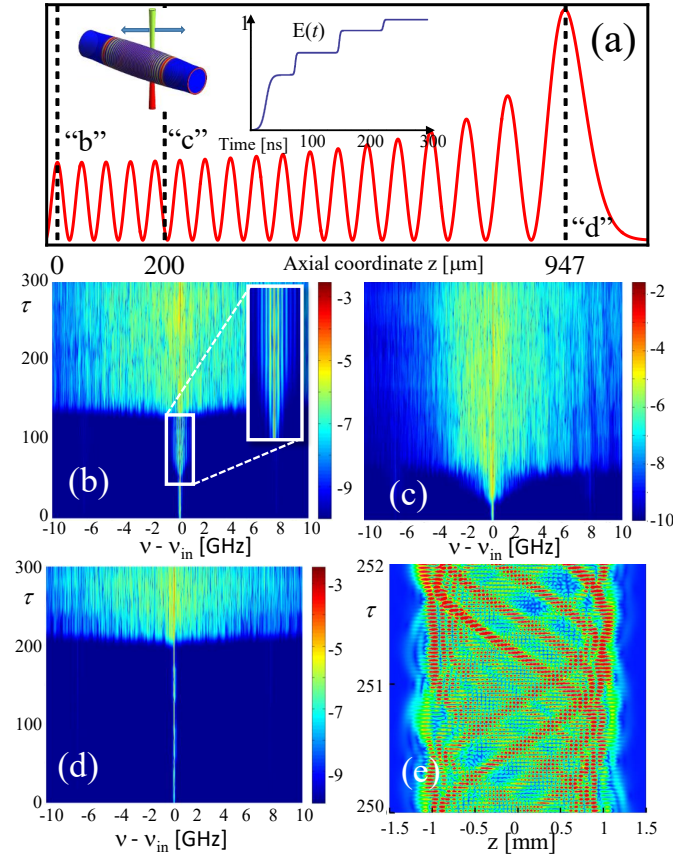 (a)
1
E(t)
Time [ns]
100
200
300
“b”
“c”
“d”
0
200
Axial coordinate z [μm]
947
300
τ
200
100
0
(b)
-3
-5
-7
-9
-10 -8 -6 -4 -2 0 2 4 6 8 10
ν - νin [GHz]
(c)
-2
-4
-6
-8
-10
-10 -8 -6 -4 -2 0 2 4 6 8 10
ν - νin [GHz]
300
τ
200
100
0
(d)
-3
-5
-7
-9
-10 -8 -6 -4 -2 0 2 4 6 8 10
ν - νin [GHz]
252
τ
251
250
(e)
-1.5 -1 -0.5 0 0.5 1 1.5
z [mm]